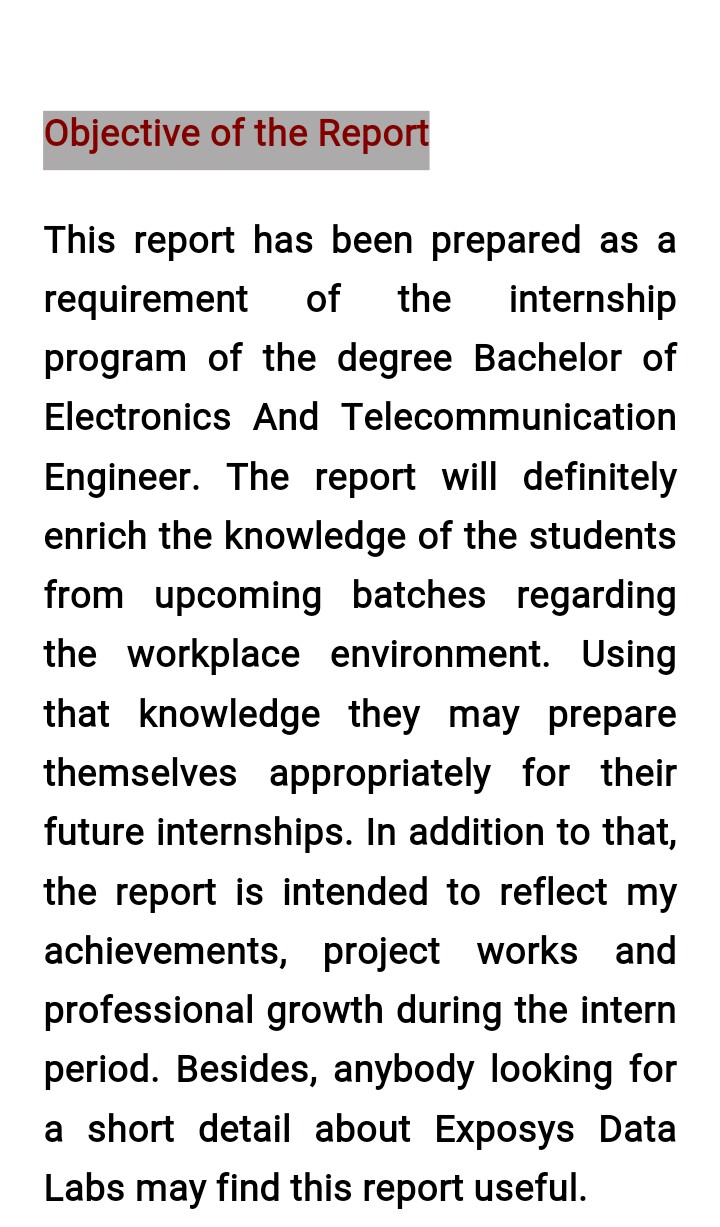 Objective of the Report
This report has been prepared as a
requirement of the internship
program of the degree Bachelor of
Electronics And Telecommunication
Engineer. The report will definitely
enrich the knowledge of the students
from upcoming batches regarding
the workplace environment. Using
that knowledge they may prepare
themselves appropriately for their
future internships. In addition to that,
the report is intended to reflect my
achievements, project works and
professional growth during the intern
period. Besides, anybody looking for
a short detail about Exposys Data
Labs may find this report useful.